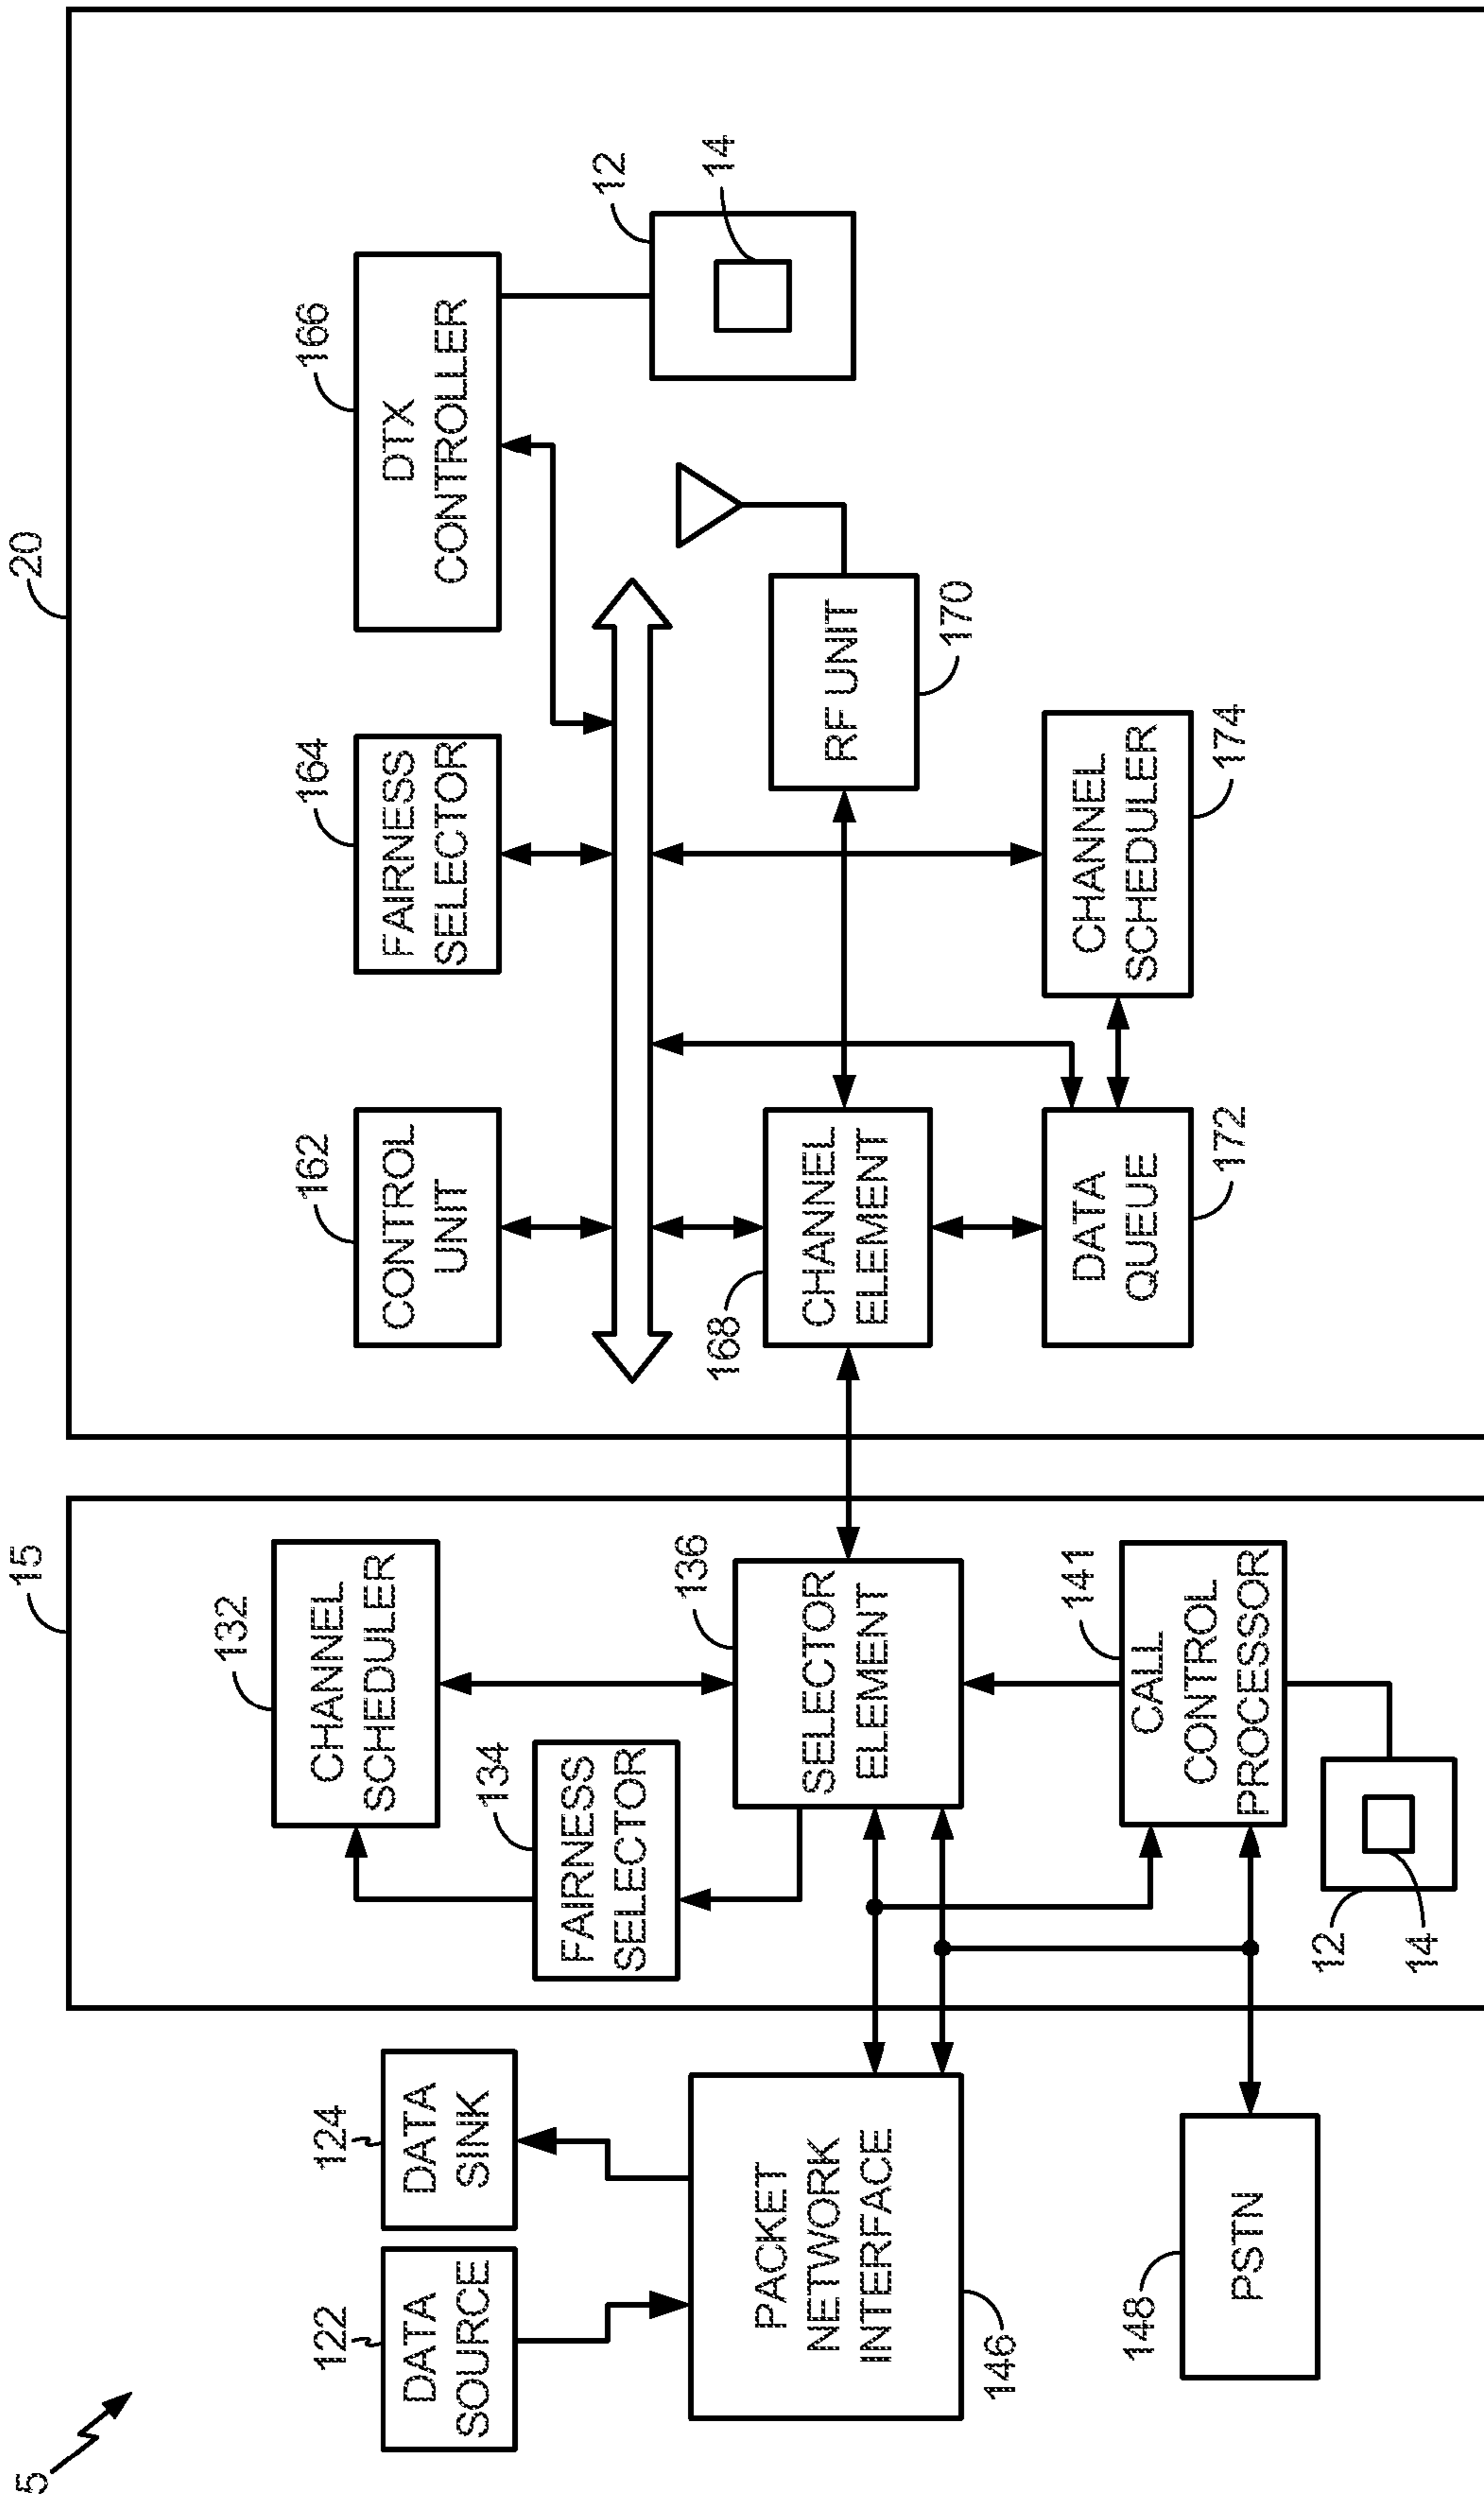 5
122
DATA
SOURCE
124
DATA
SINK
PACKET
NETWORK
INTERFACE
146
148
PSTN
15
132
CHANNEL
SCHEDULER
134
FAIRNESS
SELECTOR
136
SELECTOR
ELEMENT
141
CALL
CONTROL
PROCESSOR
12
14
20
162
CONTROL
UNIT
164
FAIRNESS
SELECTOR
166
DTX
CONTROLLER
12
14
168
CHANNEL
ELEMENT
RF UNIT
170
DATA
QUEUE
172
CHANNEL
SCHEDULER
174